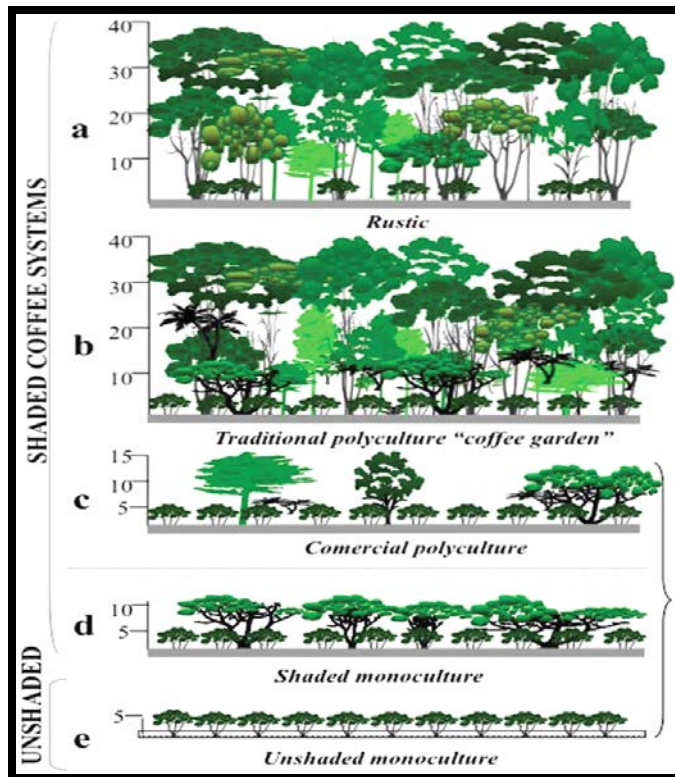 SHADED COFFEE SYSTEMS
a
40
30
20
10
Rustic
b
40
30
20
10
Traditional polyculture “coffee garden”
c
15
10
5
Comercial polyculture
d
10
5
Shaded monoculture
UNSHADED
e
5
Unshaded monoculture